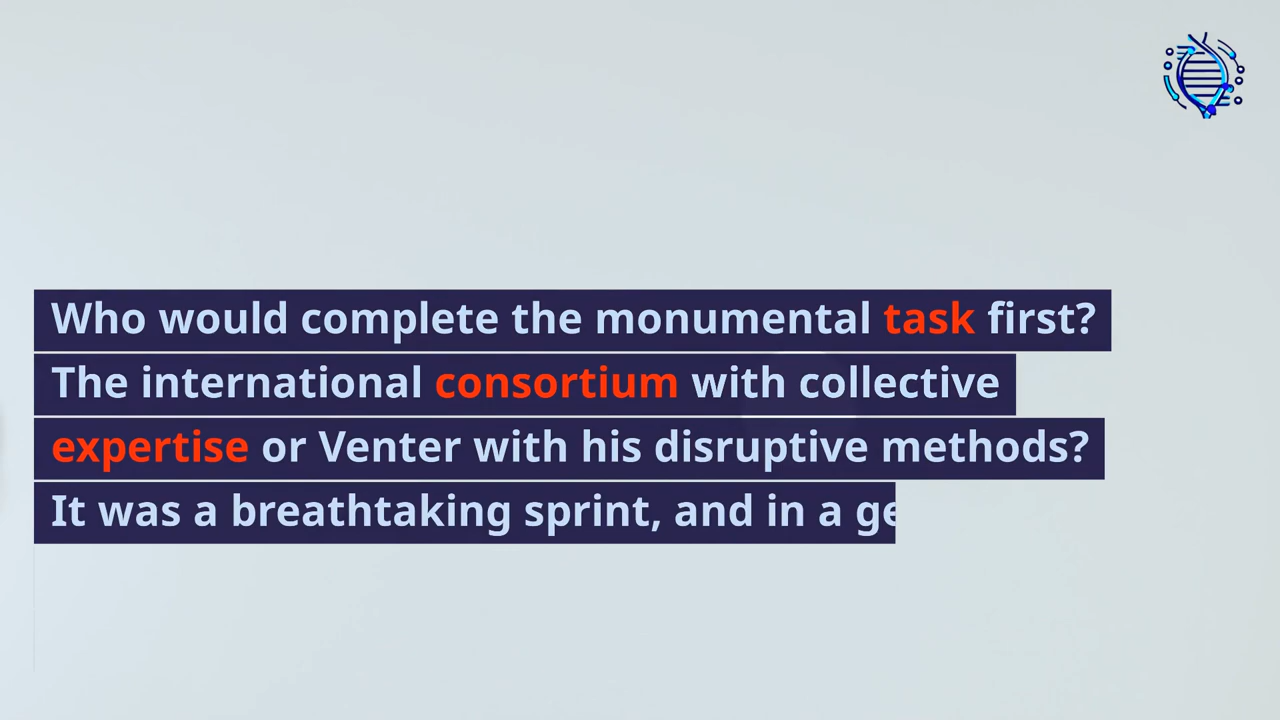 Who would complete the monumental task first?
The international consortium with collective
expertise or Venter with his disruptive methods?
It was a breathtaking sprint, and in a